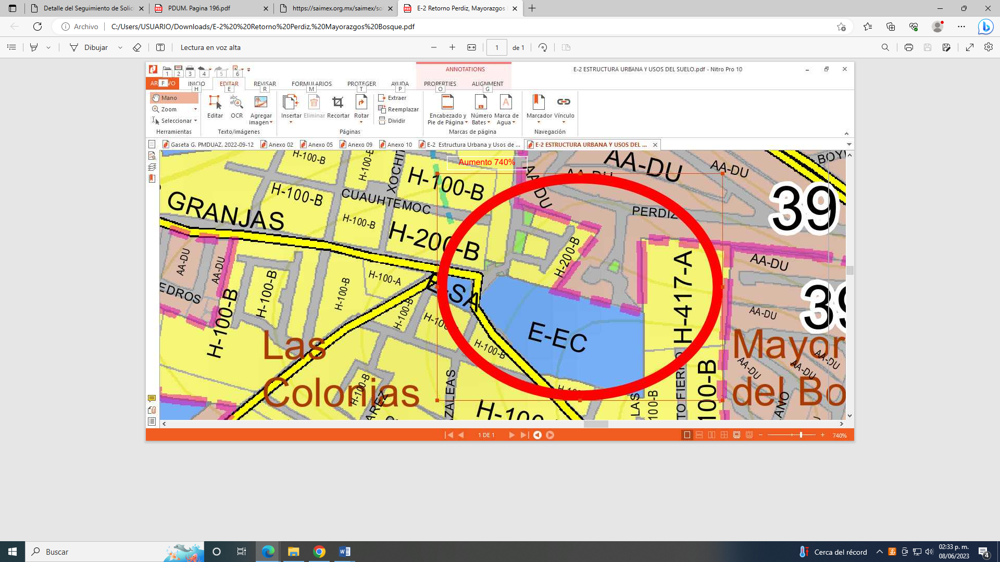 Detalle del Seguimiento de Solici
PDUM. Pagina 196.pdf
https://saimex.org.mx/saimex/sol
E-2 Retorno Perdiz, Mayorazgos
Archivo
C:/Users/USUARIO/Downloads/E-2%20%20Retorno%20Perdiz,%20Mayorazgos%20Bosque.pdf
Dibujar
Lectura en voz alta
1 de 1
ANNOTATIONS
E-2 ESTRUCTURA URBANA Y USOS DEL SUELO.pdf - Nitro Pro 10
1 2 3 4 5 6
INICIO EDITAR REVISAR FORMULARIOS PROTEGER AYUDA PROPERTIES ALIGNMENT
F H E R M T P O G
Mano
Zoom
Seleccionar
Herramientas
Editar
OCR
Agregar
imagen
Texto/imágenes
Insertar
Eliminar
Recortar
Rotar
Extraer
Reemplazar
Dividir
Páginas
Encabezado y
Pie de Página
Número
Bates
Marca de
Agua
Marcas de página
Marcador
Vínculo
Navegación
Gaseta G. PMDUAZ. 2022-09-12
Anexo 02
Anexo 05
Anexo 09
Anexo 10
E-2 Estructura Urbana y Usos de ...
E-2 ESTRUCTURA URBANA Y USOS DEL ...
Aumento 740%
H-100-B
H-100-B
XOCHIT
H-100-B
AA-DU
AA-DU
AA-DU
AA-DU
BOY
H-100-B
CUAUHTEMOC
GRANJAS
H-100-B
H-200-B
PERDIZ
39
AA-DU
AA-DU
H-100-B
H-100-A
H-100-B
H-200-B
H-417-A
AA-DU
EDROS
H-100-B
H-100-B
E-SA
H-100
E-EC
AA-DU
39
Las
Colonias
H-100-B
H-100-B
AZALEAS
H-100
LAS
100-B
TO FIERIO
100-B
Mayor
del Bo
AA-DU
AA-DU
AA-DU
ANO
AREZ
1 DE 1
740%
Buscar
Cerca del récord
02:33 p. m.
08/06/2023
4